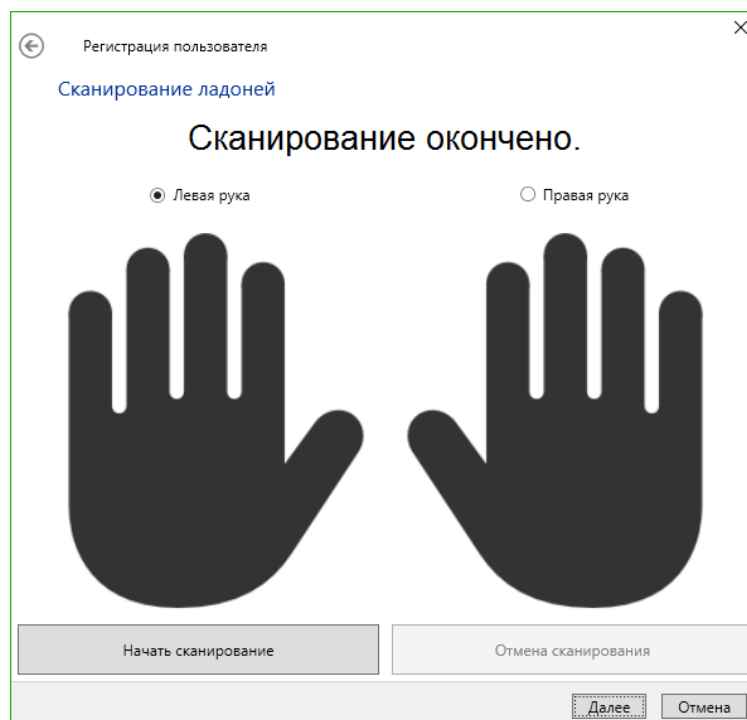 Регистрация пользователя
Сканирование ладоней
Сканирование окончено.
Левая рука
Правая рука
Начать сканирование
Отмена сканирования
Далее
Отмена